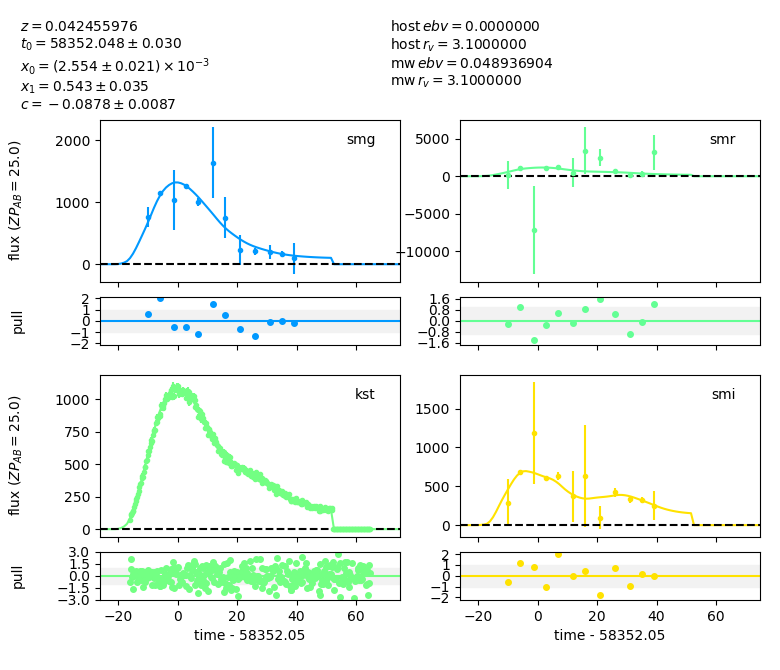 z = 0.042455976
t₀ = 58352.048 ± 0.030
x₀ = (2.554 ± 0.021) × 10⁻³
x₁ = 0.543 ± 0.035
c = −0.0878 ± 0.0087
host ebv = 0.0000000
host r_v = 3.1000000
mw ebv = 0.048936904
mw r_v = 3.1000000
flux (ZP_AB = 25.0)
2000
1000
0
smg
5000
0
−5000
−10000
smr
pull
2
1
0
−1
−2
1.6
0.8
0.0
−0.8
−1.6
flux (ZP_AB = 25.0)
1000
750
500
250
0
kst
1500
1000
500
0
smi
pull
3.0
1.5
0.0
−1.5
−3.0
2
1
0
−1
−2
−20 0 20 40 60
−20 0 20 40 60
time - 58352.05
time - 58352.05